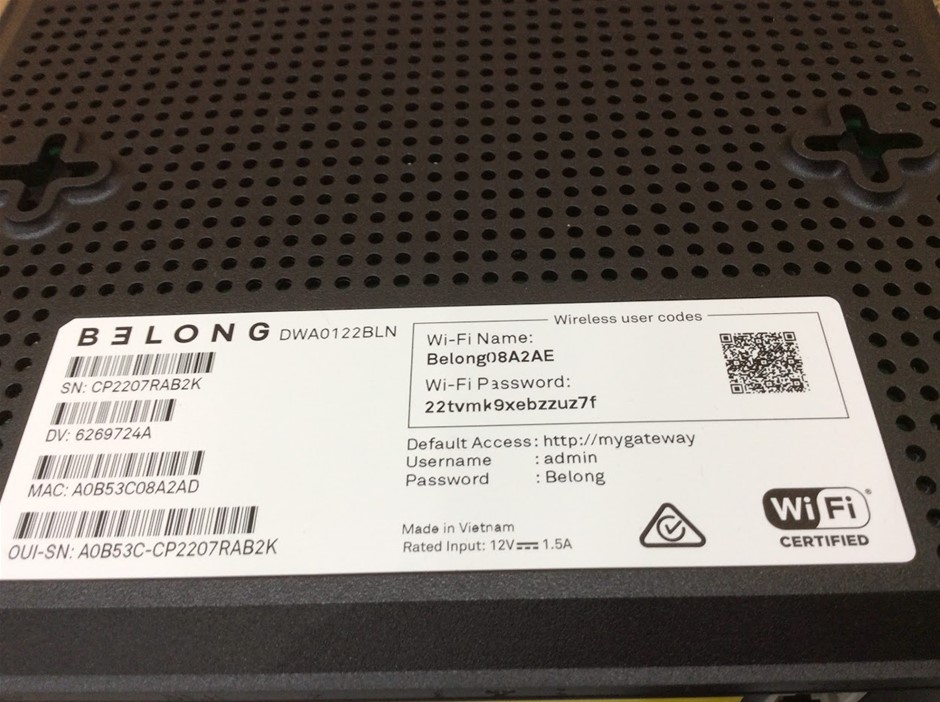 BELONG DWA0122BLN
SN: CP2207RAB2K
DV: 6269724A
MAC: A0B53C08A2AD
OUI-SN: A0B53C-CP2207RAB2K
Wireless user codes
Wi-Fi Name:
Belong08A2AE
Wi-Fi Password:
22tvmk9xebzzuz7f
Default Access: http://mygateway
Username : admin
Password : Belong
Made in Vietnam
Rated Input: 12V⎓ 1.5A
Wi Fi®
CERTIFIED